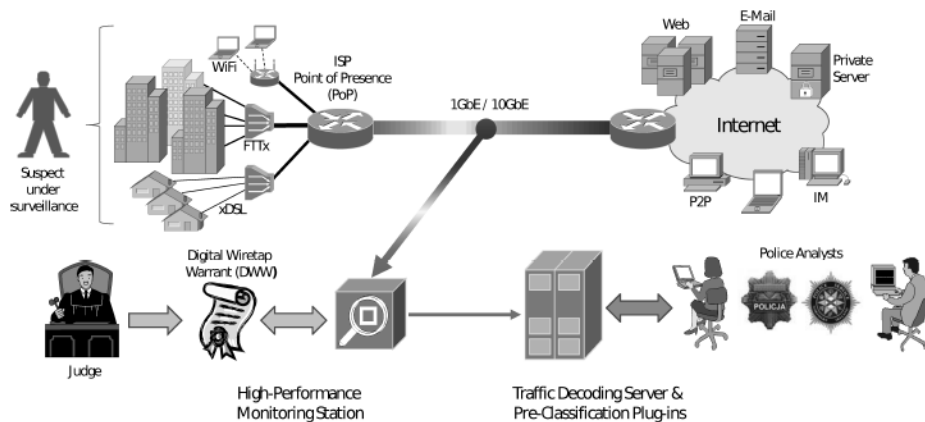 Web
E-Mail
Private
Server
WiFi
ISP
Point of Presence
(PoP)
1GbE / 10GbE
Internet
FTTx
Suspect
under
surveillance
xDSL
P2P
IM
Digital Wiretap
Warrant (DWW)
Police Analysts
POLICJA
Judge
High-Performance
Monitoring Station
Traffic Decoding Server &
Pre-Classification Plug-ins